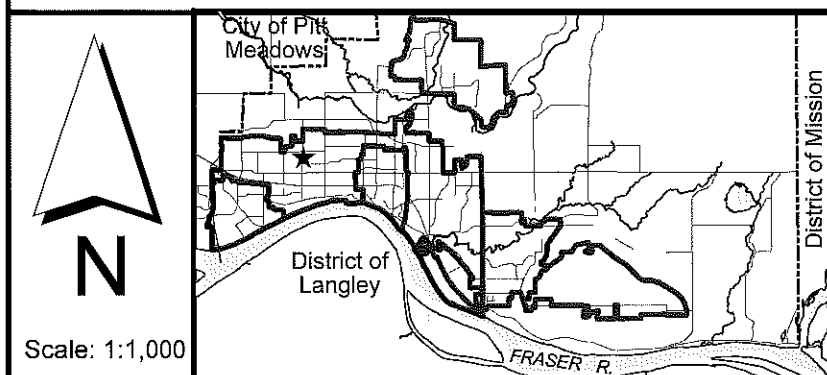 N
Scale: 1:1,000
City of Pitt
Meadows
District of
Langley
FRASER R.
District of Mission